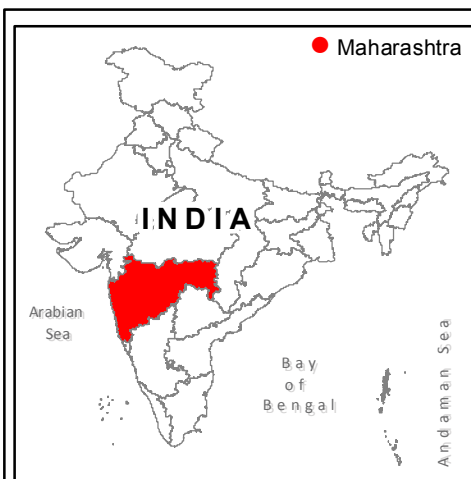 Maharashtra
INDIA
Arabian
Sea
Bay
of
Bengal
Andaman Sea